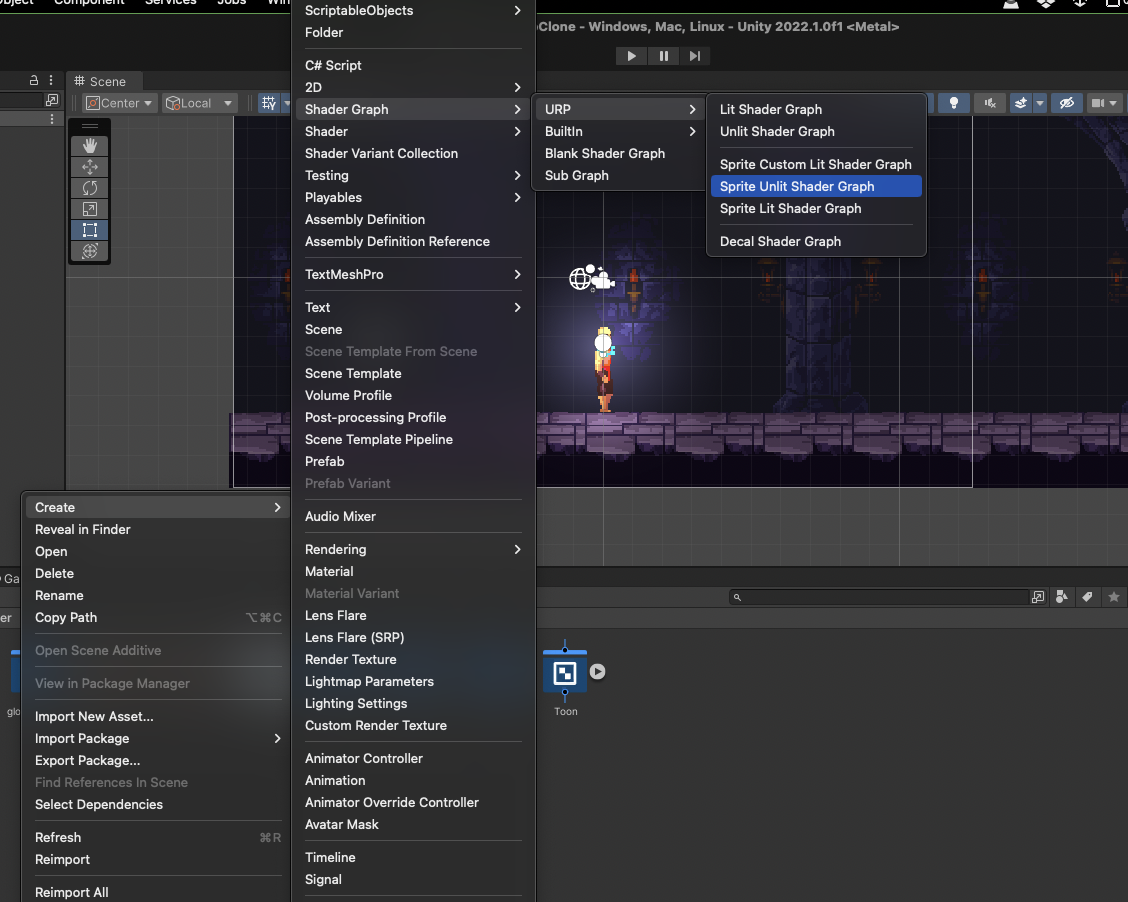 Object Component Services Jobs
Clone - Windows, Mac, Linux - Unity 2022.1.0f1 <Metal>
Scene
Center
Local
ScriptableObjects
Folder
C# Script
2D
Shader Graph
Shader
Shader Variant Collection
Testing
Playables
Assembly Definition
Assembly Definition Reference
TextMeshPro
Text
Scene
Scene Template From Scene
Scene Template
Volume Profile
Post-processing Profile
Scene Template Pipeline
Prefab
Prefab Variant
Audio Mixer
Rendering
Material
Material Variant
Lens Flare
Lens Flare (SRP)
Render Texture
Lightmap Parameters
Lighting Settings
Custom Render Texture
Animator Controller
Animation
Animator Override Controller
Avatar Mask
Timeline
Signal
URP
BuiltIn
Blank Shader Graph
Sub Graph
Lit Shader Graph
Unlit Shader Graph
Sprite Custom Lit Shader Graph
Sprite Unlit Shader Graph
Sprite Lit Shader Graph
Decal Shader Graph
Create
Reveal in Finder
Open
Delete
Rename
Copy Path ⌥⌘C
Open Scene Additive
View in Package Manager
Import New Asset...
Import Package
Export Package...
Find References In Scene
Select Dependencies
Refresh ⌘R
Reimport
Reimport All
Ga
er
glo
Toon